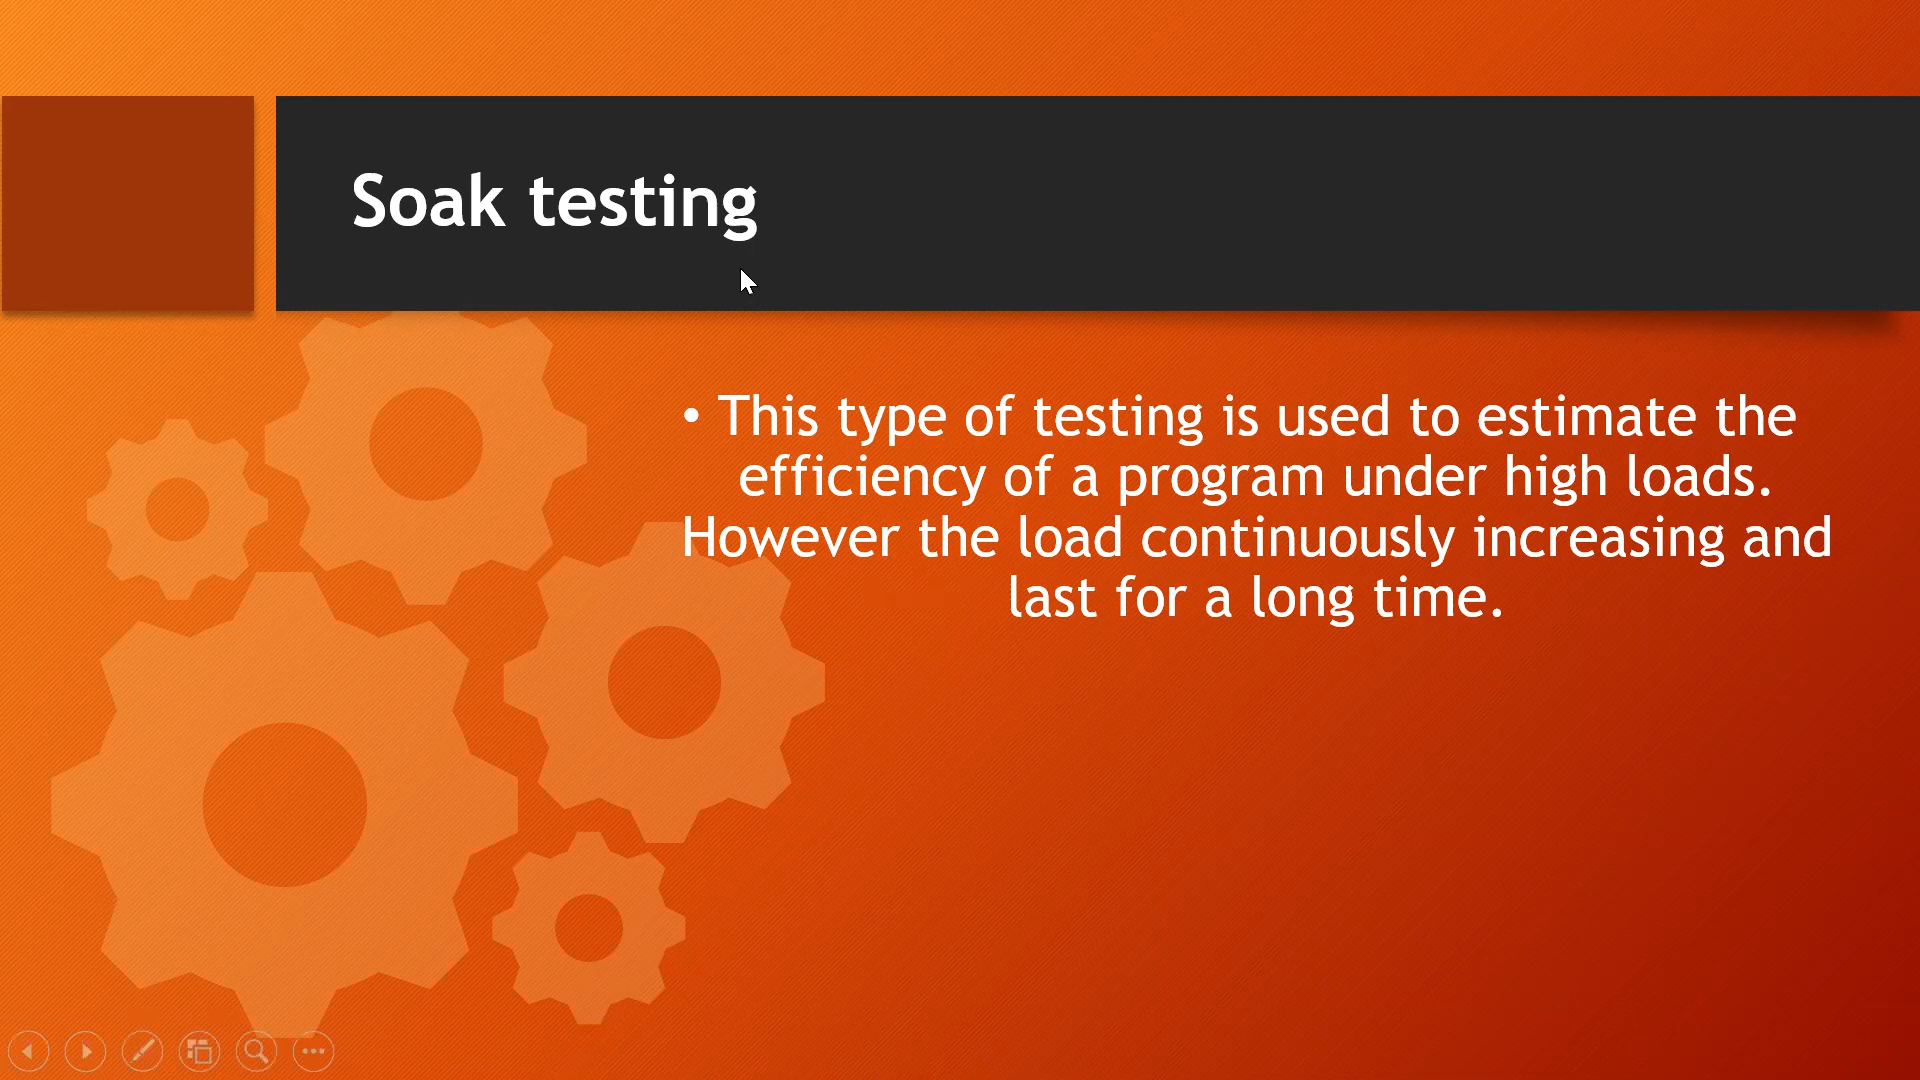 Soak testing
• This type of testing is used to estimate the
efficiency of a program under high loads.
However the load continuously increasing and
last for a long time.